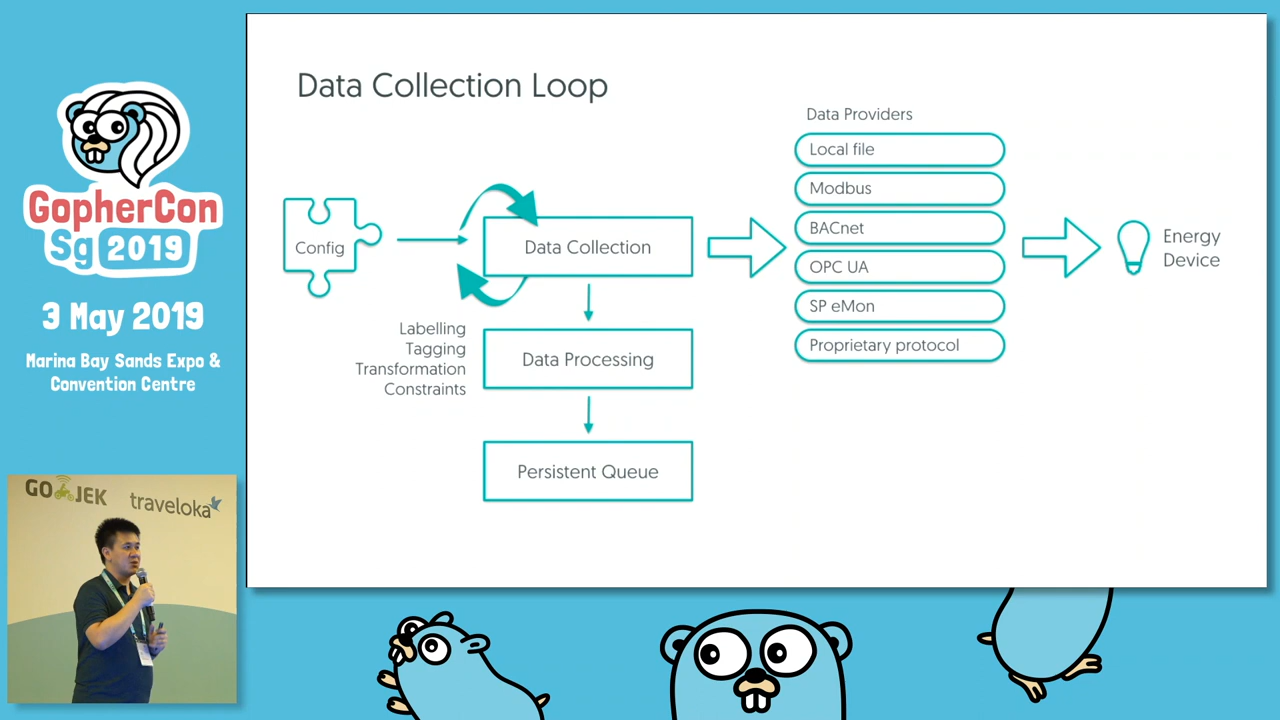 GopherCon
Sg 2019
3 May 2019
Marina Bay Sands Expo &
Convention Centre
GO JEK
traveloka
Data Collection Loop
Config
Data Collection
Labelling
Tagging
Transformation
Constraints
Data Processing
Persistent Queue
Data Providers
Local file
Modbus
BACnet
OPC UA
SP eMon
Proprietary protocol
Energy
Device